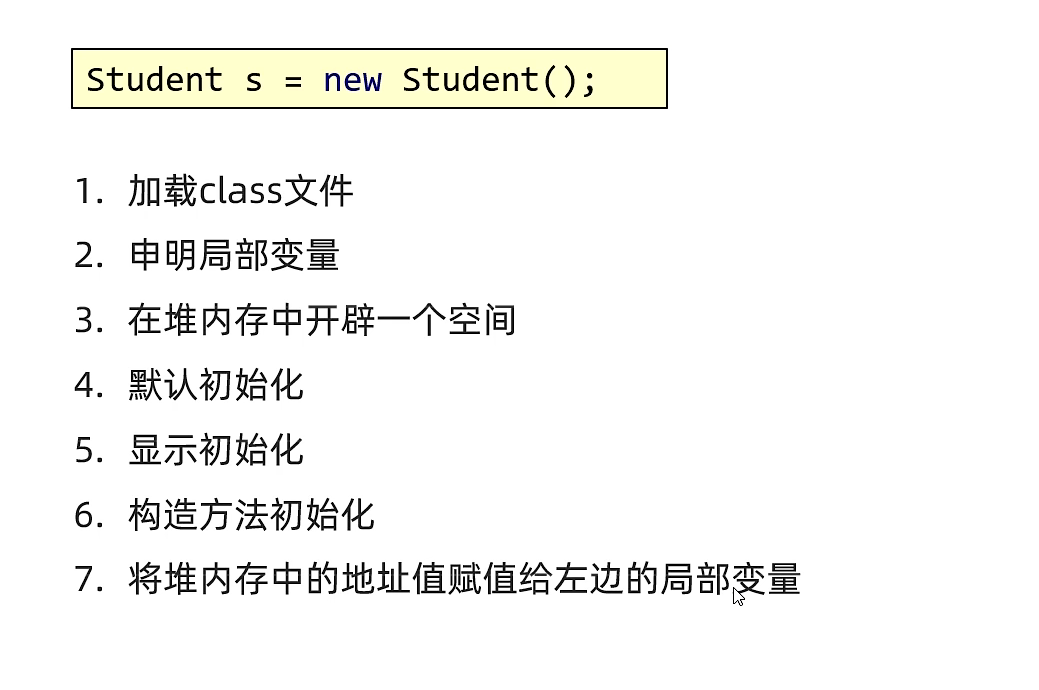 Student s = new Student();
1. 加载class文件
2. 申明局部变量
3. 在堆内存中开辟一个空间
4. 默认初始化
5. 显示初始化
6. 构造方法初始化
7. 将堆内存中的地址值赋值给左边的局部变量